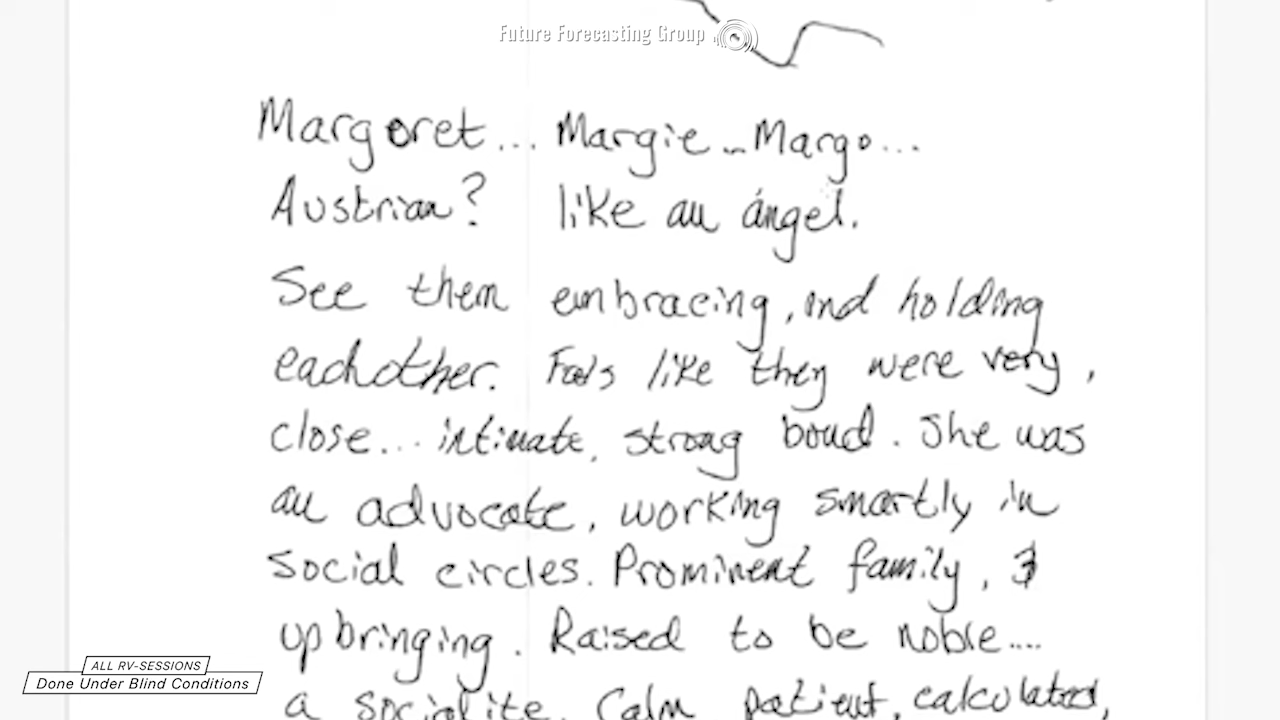 Future Forecasting Group
Margaret... Margie... Margo...
Austrian? like an angel.
See them embracing, and holding
eachother. Feels like they were very,
close... intimate, strong bond. She was
an advocate, working smartly in
social circles. Prominent family, &
upbringing. Raised to be noble....
a socialite. Calm patient, calculated,
ALL RV-SESSIONS
Done Under Blind Conditions